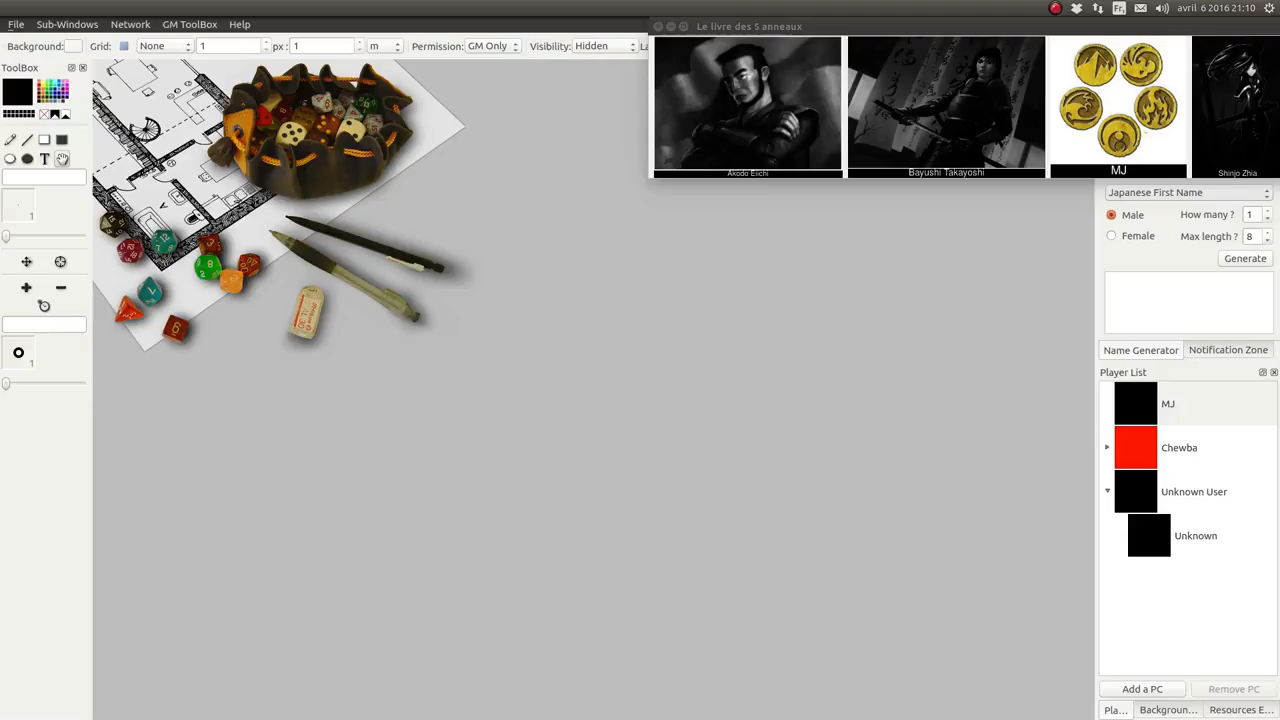 Fr,
avril 6 2016 21:10
File Sub-Windows Network GM ToolBox Help
Le livre des 5 anneaux
Background: Grid: None 1 px : 1 m Permission: GM Only Visibility: Hidden La
ToolBox
Akodo Eiichi
Bayushi Takayoshi
MJ
Shinjo Zhia
1
1
Japanese First Name
Male How many ? 1
Female Max length ? 8
Generate
Name Generator Notification Zone
Player List
MJ
Chewba
Unknown User
Unknown
Add a PC Remove PC
Pla... Backgroun... Resources E...